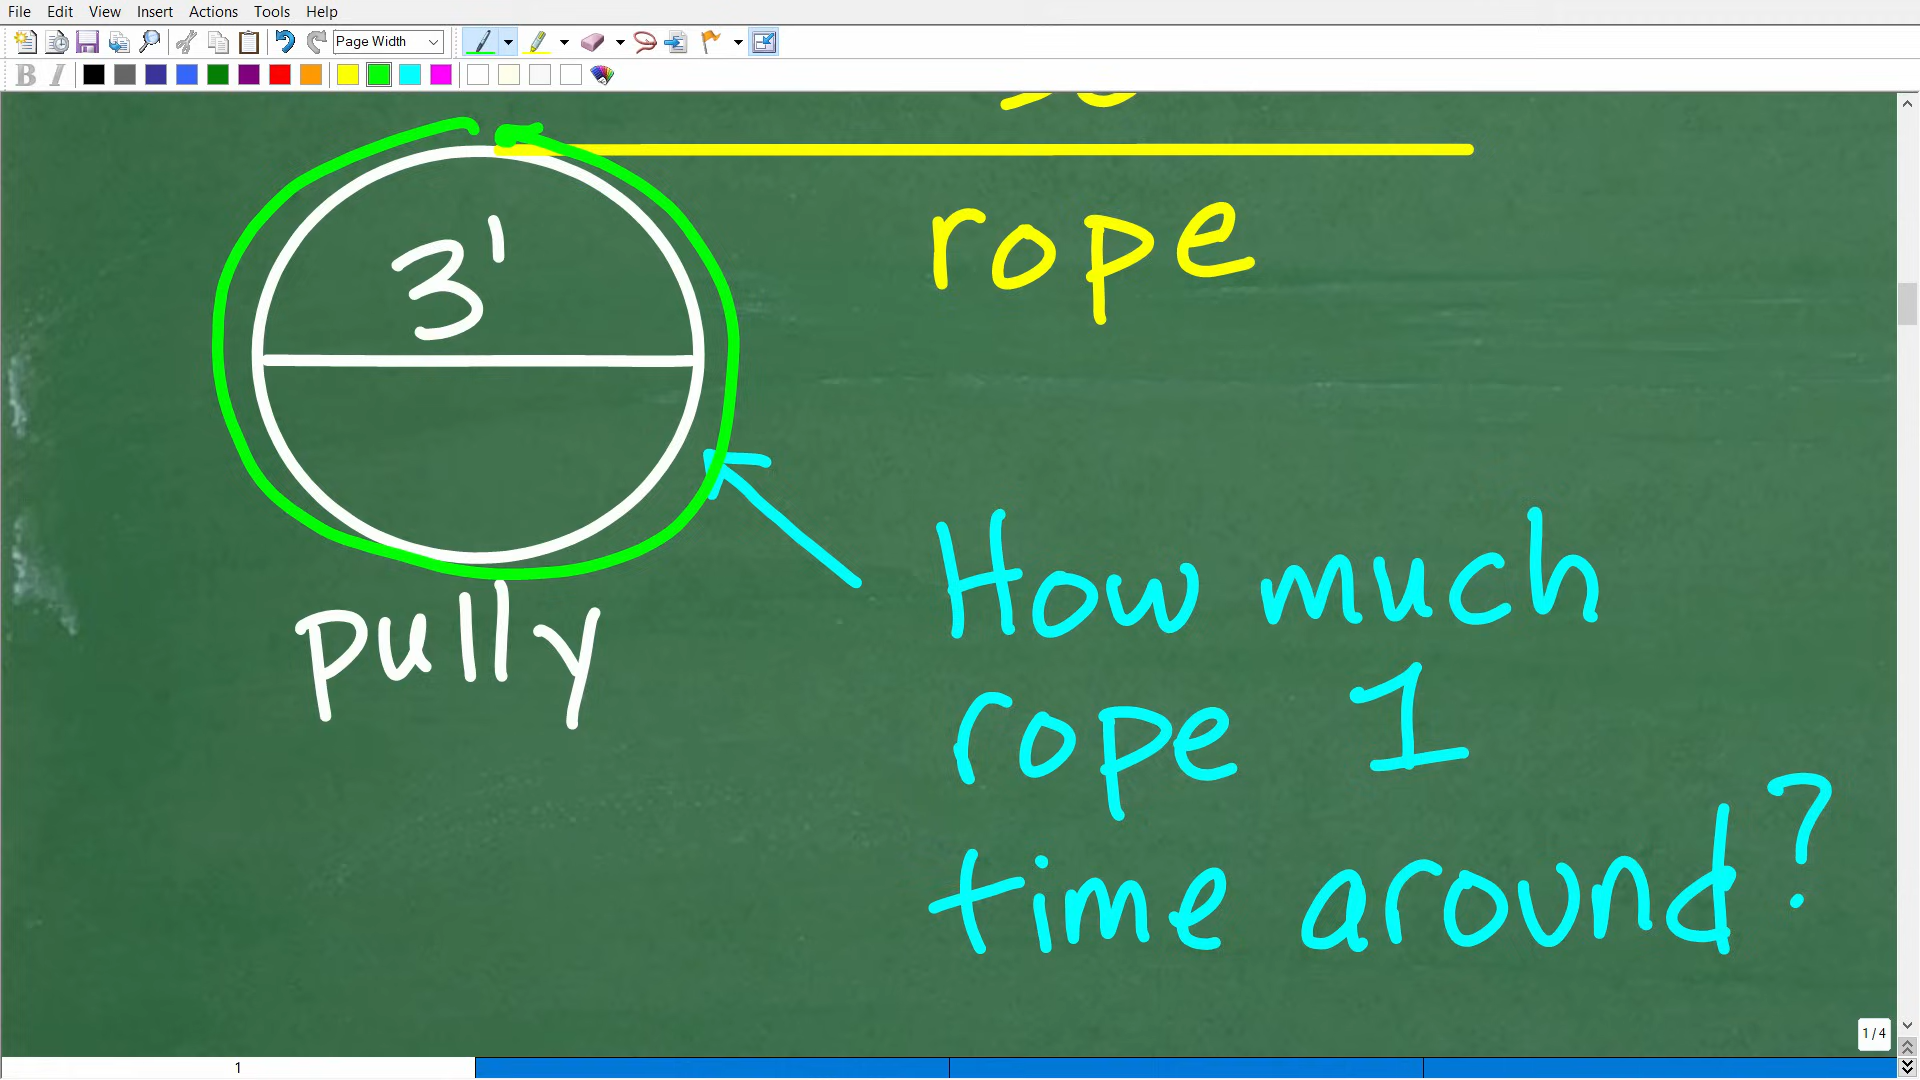 File Edit View Insert Actions Tools Help
Page Width
B I
3'
rope
pully
How much
rope 1
time around?
1 / 4
1